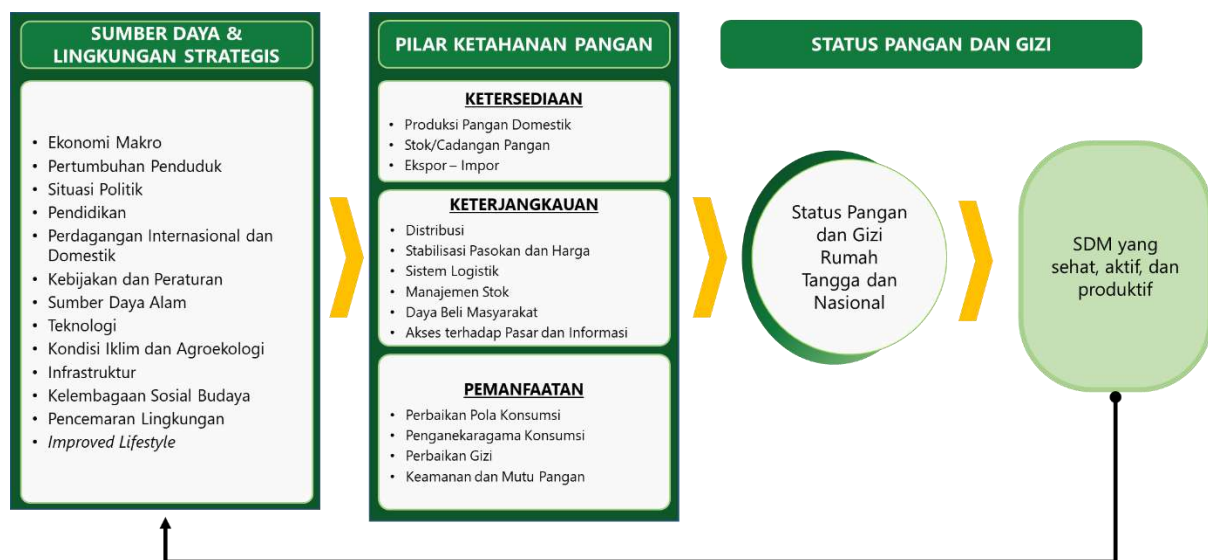 SUMBER DAYA &
LINGKUNGAN STRATEGIS
• Ekonomi Makro
• Pertumbuhan Penduduk
• Situasi Politik
• Pendidikan
• Perdagangan Internasional dan
Domestik
• Kebijakan dan Peraturan
• Sumber Daya Alam
• Teknologi
• Kondisi Iklim dan Agroekologi
• Infrastruktur
• Kelembagaan Sosial Budaya
• Pencemaran Lingkungan
• Improved Lifestyle
PILAR KETAHANAN PANGAN
KETERSEDIAAN
• Produksi Pangan Domestik
• Stok/Cadangan Pangan
• Ekspor – Impor
KETERJANGKAUAN
• Distribusi
• Stabilisasi Pasokan dan Harga
• Sistem Logistik
• Manajemen Stok
• Daya Beli Masyarakat
• Akses terhadap Pasar dan Informasi
PEMANFAATAN
• Perbaikan Pola Konsumsi
• Penganekaragama Konsumsi
• Perbaikan Gizi
• Keamanan dan Mutu Pangan
STATUS PANGAN DAN GIZI
Status Pangan
dan Gizi
Rumah
Tangga dan
Nasional
SDM yang
sehat, aktif, dan
produktif